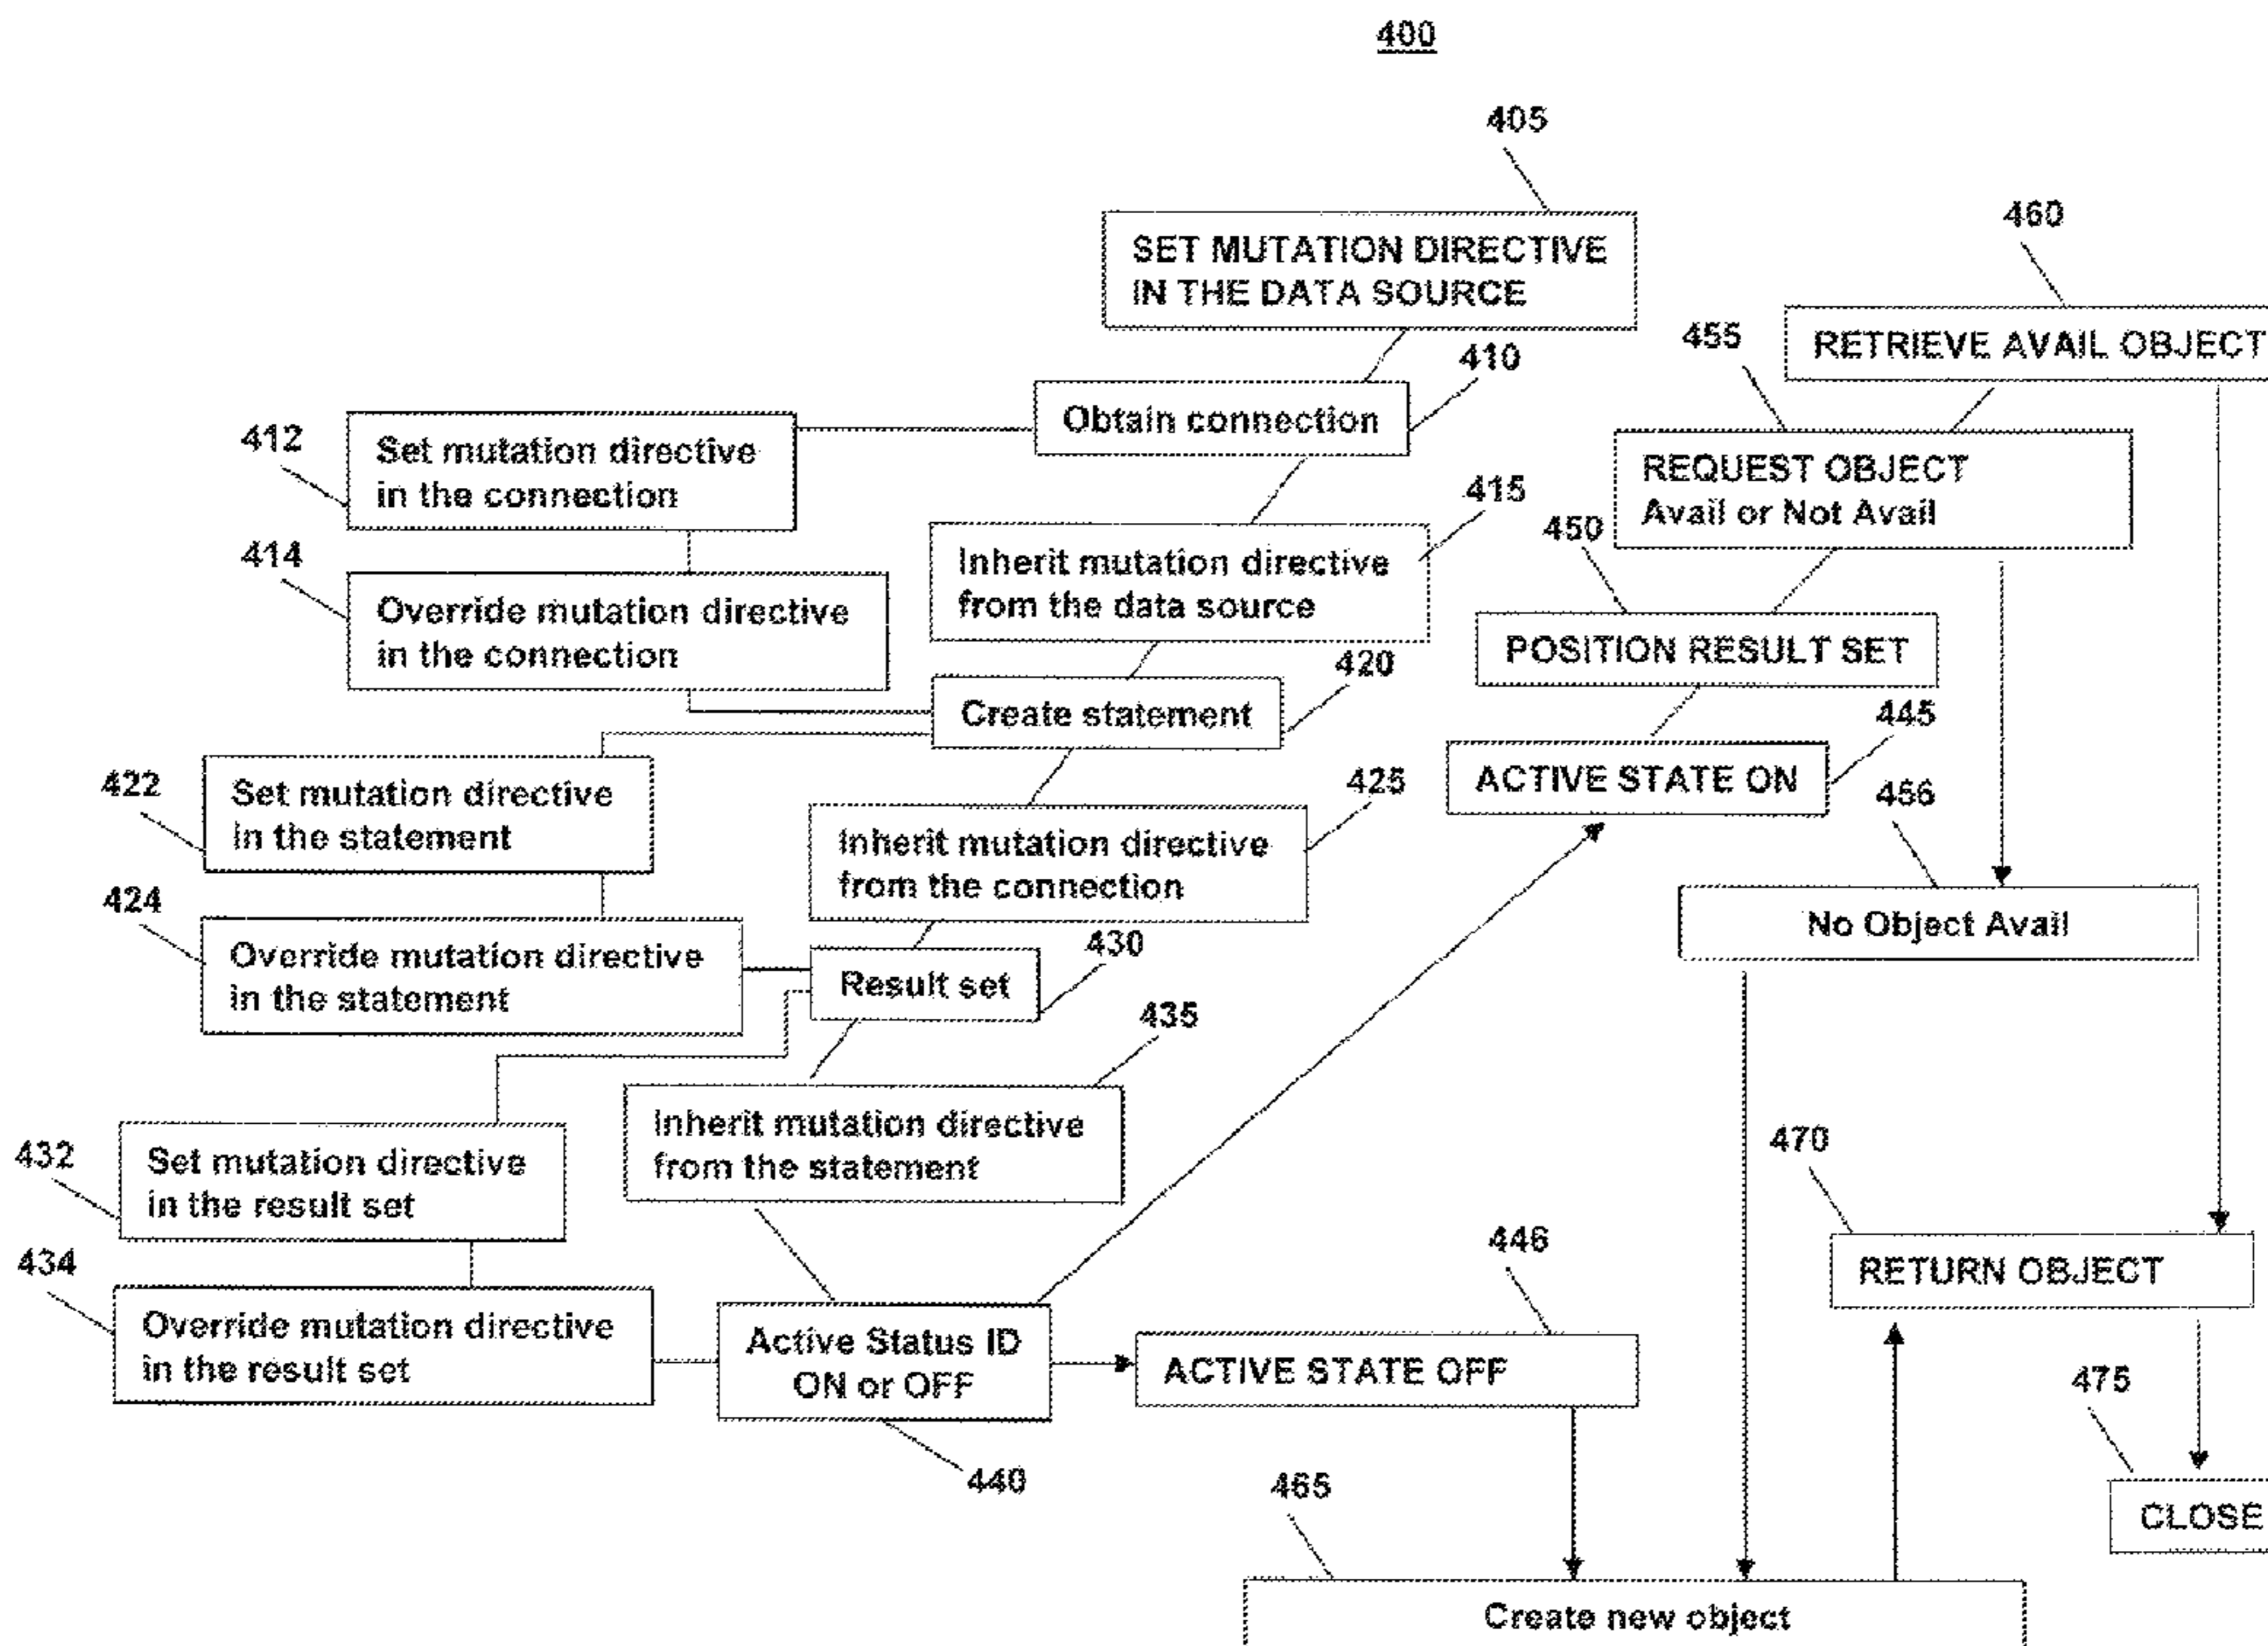 400
405
SET MUTATION DIRECTIVE
IN THE DATA SOURCE
460
RETRIEVE AVAIL OBJECT
455
410
Obtain connection
412
Set mutation directive
in the connection
REQUEST OBJECT
Avail or Not Avail
415
450
414
Inherit mutation directive
from the data source
Override mutation directive
in the connection
POSITION RESULT SET
420
Create statement
445
ACTIVE STATE ON
422
Set mutation directive
in the statement
425
456
Inherit mutation directive
from the connection
424
No Object Avail
Override mutation directive
in the statement
430
Result set
435
Inherit mutation directive
from the statement
432
Set mutation directive
in the result set
470
446
434
RETURN OBJECT
Override mutation directive
in the result set
Active Status ID
ON or OFF
ACTIVE STATE OFF
475
440
465
CLOSE
Create new object